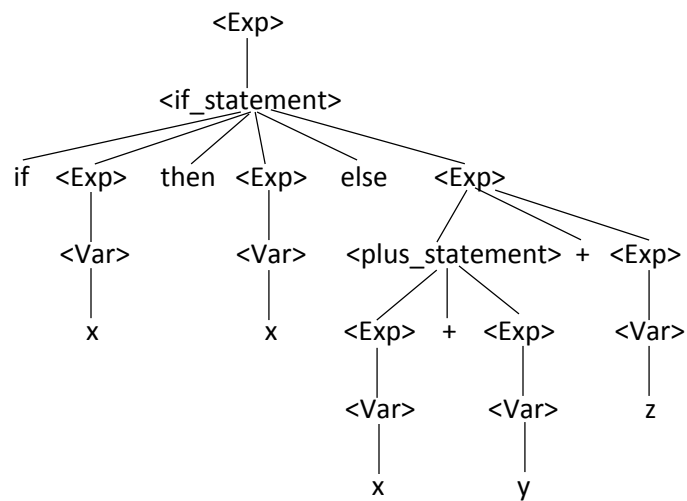 <Exp>
<if_statement>
if <Exp> then <Exp> else <Exp>
<Var> <Var> <plus_statement> + <Exp>
x x <Exp> + <Exp> <Var>
<Var> <Var> z
x y